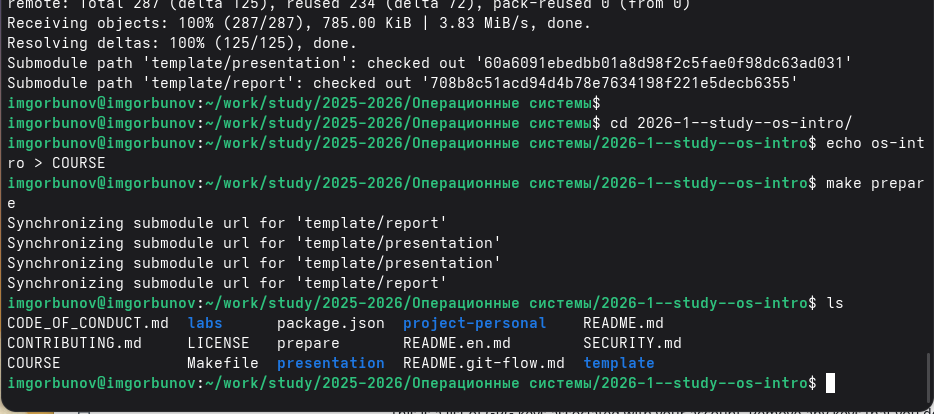 remote: Total 287 (delta 125), reused 234 (delta 72), pack-reused 0 (from 0)
Receiving objects: 100% (287/287), 785.00 KiB | 3.83 MiB/s, done.
Resolving deltas: 100% (125/125), done.
Submodule path 'template/presentation': checked out '60a6091ebedbb01a8d98f2c5fae0f98dc63ad031'
Submodule path 'template/report': checked out '708b8c51acd94d4b78e7634198f221e5decb6355'
imgorbunov@imgorbunov:~/work/study/2025-2026/Операционные системы$
imgorbunov@imgorbunov:~/work/study/2025-2026/Операционные системы$ cd 2026-1--study--os-intro/
imgorbunov@imgorbunov:~/work/study/2025-2026/Операционные системы/2026-1--study--os-intro$ echo os-int
ro > COURSE
imgorbunov@imgorbunov:~/work/study/2025-2026/Операционные системы/2026-1--study--os-intro$ make prepar
e
Synchronizing submodule url for 'template/report'
Synchronizing submodule url for 'template/presentation'
Synchronizing submodule url for 'template/presentation'
Synchronizing submodule url for 'template/report'
imgorbunov@imgorbunov:~/work/study/2025-2026/Операционные системы/2026-1--study--os-intro$ ls
CODE_OF_CONDUCT.md labs package.json project-personal README.md
CONTRIBUTING.md LICENSE prepare README.en.md SECURITY.md
COURSE Makefile presentation README.git-flow.md template
imgorbunov@imgorbunov:~/work/study/2025-2026/Операционные системы/2026-1--study--os-intro$